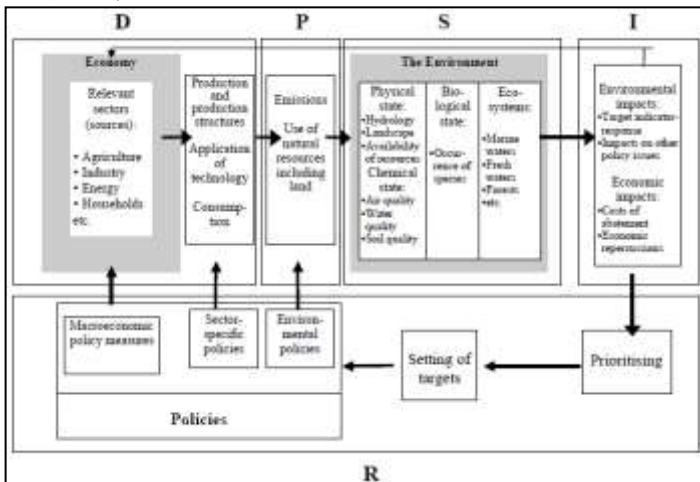 D P S I
Economy
Relevant
sectors
(sources):
• Agriculture
• Industry
• Energy
• Households
etc.
Production
and
production
structures
Application
of
technology
Consump-
tion
Emissions
Use of
natural
resources
including
land
The Environment
Physical
state:
•Hydrology
•Landscape
•Availability
of resources
Chemical
state:
•Air quality
•Water
quality
•Soil quality
Bio-
logical
state:
•Occur-
rence of
species
Eco-
systems:
•Marine
waters
•Fresh
waters
•Forests
•etc
Environmental
impacts:
•Target indicator-
response
•Impacts on other
policy issues
Economic
impacts:
•Costs of
abatement
•Economic
repercussions
Macroeconomic
policy measures
Sector-
specific
policies
Environ-
mental
policies
Policies
Setting of
targets
Prioritising
R